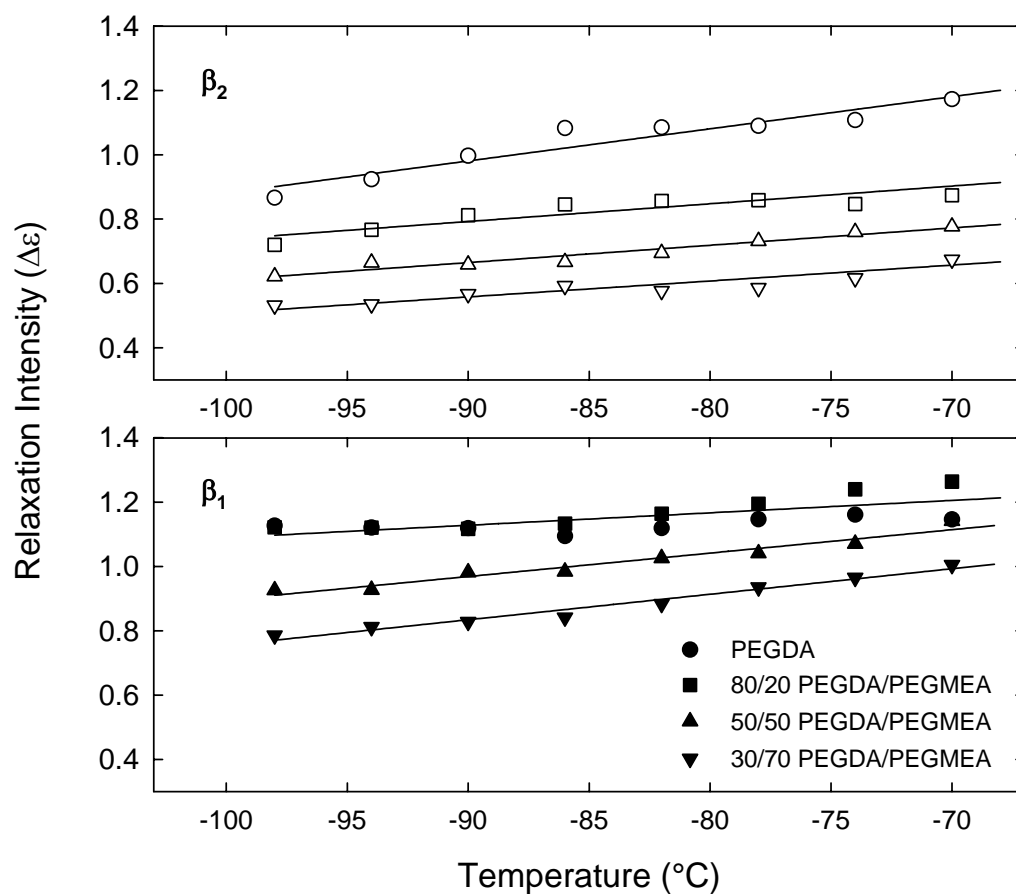 Relaxation Intensity (Δε)
1.4
1.2
1.0
0.8
0.6
0.4
β2
-100 -95 -90 -85 -80 -75 -70
1.4
1.2
1.0
0.8
0.6
0.4
β1
PEGDA
80/20 PEGDA/PEGMEA
50/50 PEGDA/PEGMEA
30/70 PEGDA/PEGMEA
-100 -95 -90 -85 -80 -75 -70
Temperature (°C)